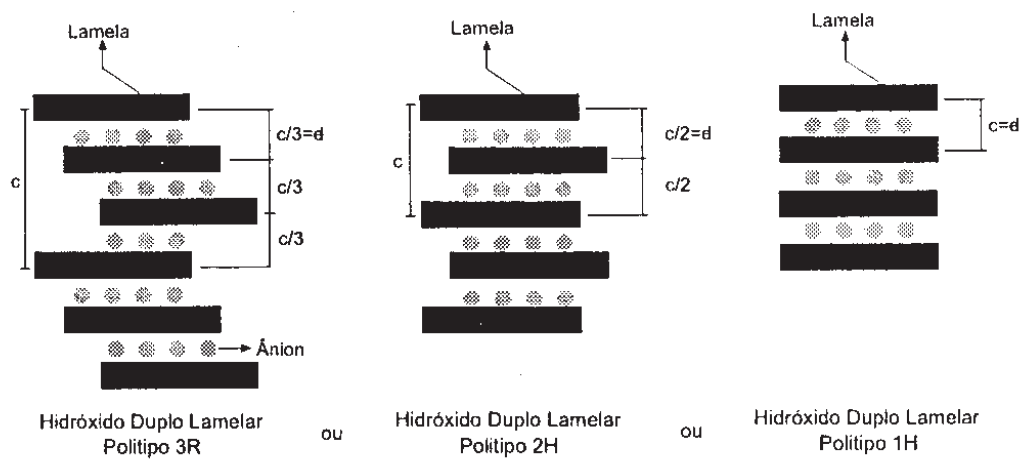 Lamela
c
c/3=d
c/3
c/3
Ânion
Hidróxido Duplo Lamelar
Politipo 3R
ou
Lamela
c
c/2=d
c/2
Hidróxido Duplo Lamelar
Politipo 2H
ou
Lamela
c=d
Hidróxido Duplo Lamelar
Politipo 1H